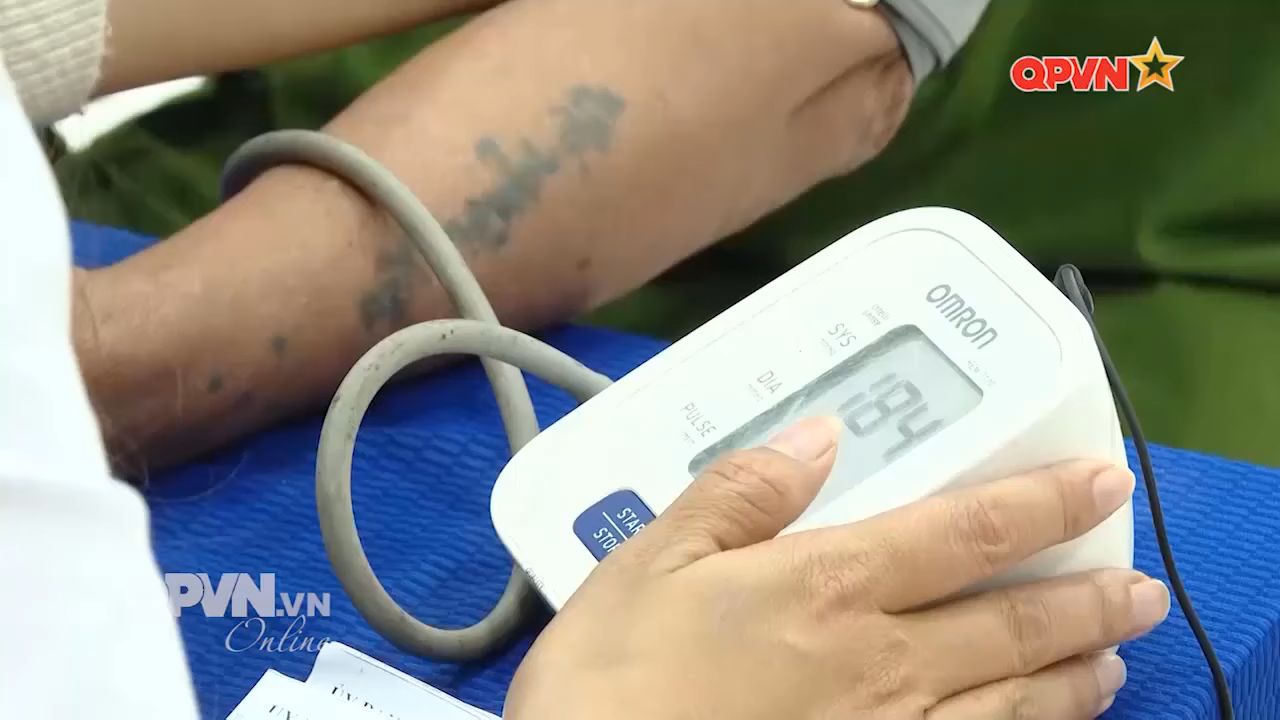 QPVN
OMRON
SYS
DIA
PULSE
184
START
STOP
QPVN.VN
Online